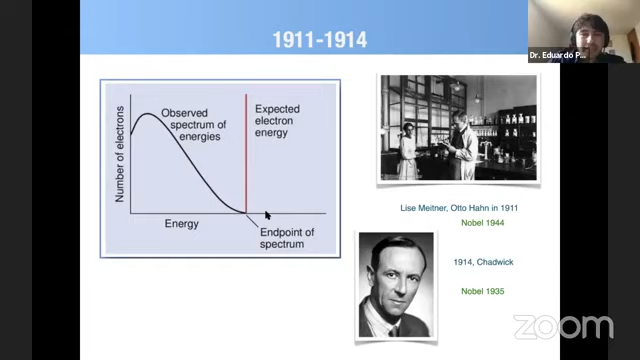 1911-1914
Dr. Eduardo P...
Number of electrons
Observed
spectrum of
energies
Expected
electron
energy
Energy
Endpoint of
spectrum
Lise Meitner, Otto Hahn in 1911
Nobel 1944
1914, Chadwick
Nobel 1935
zoom